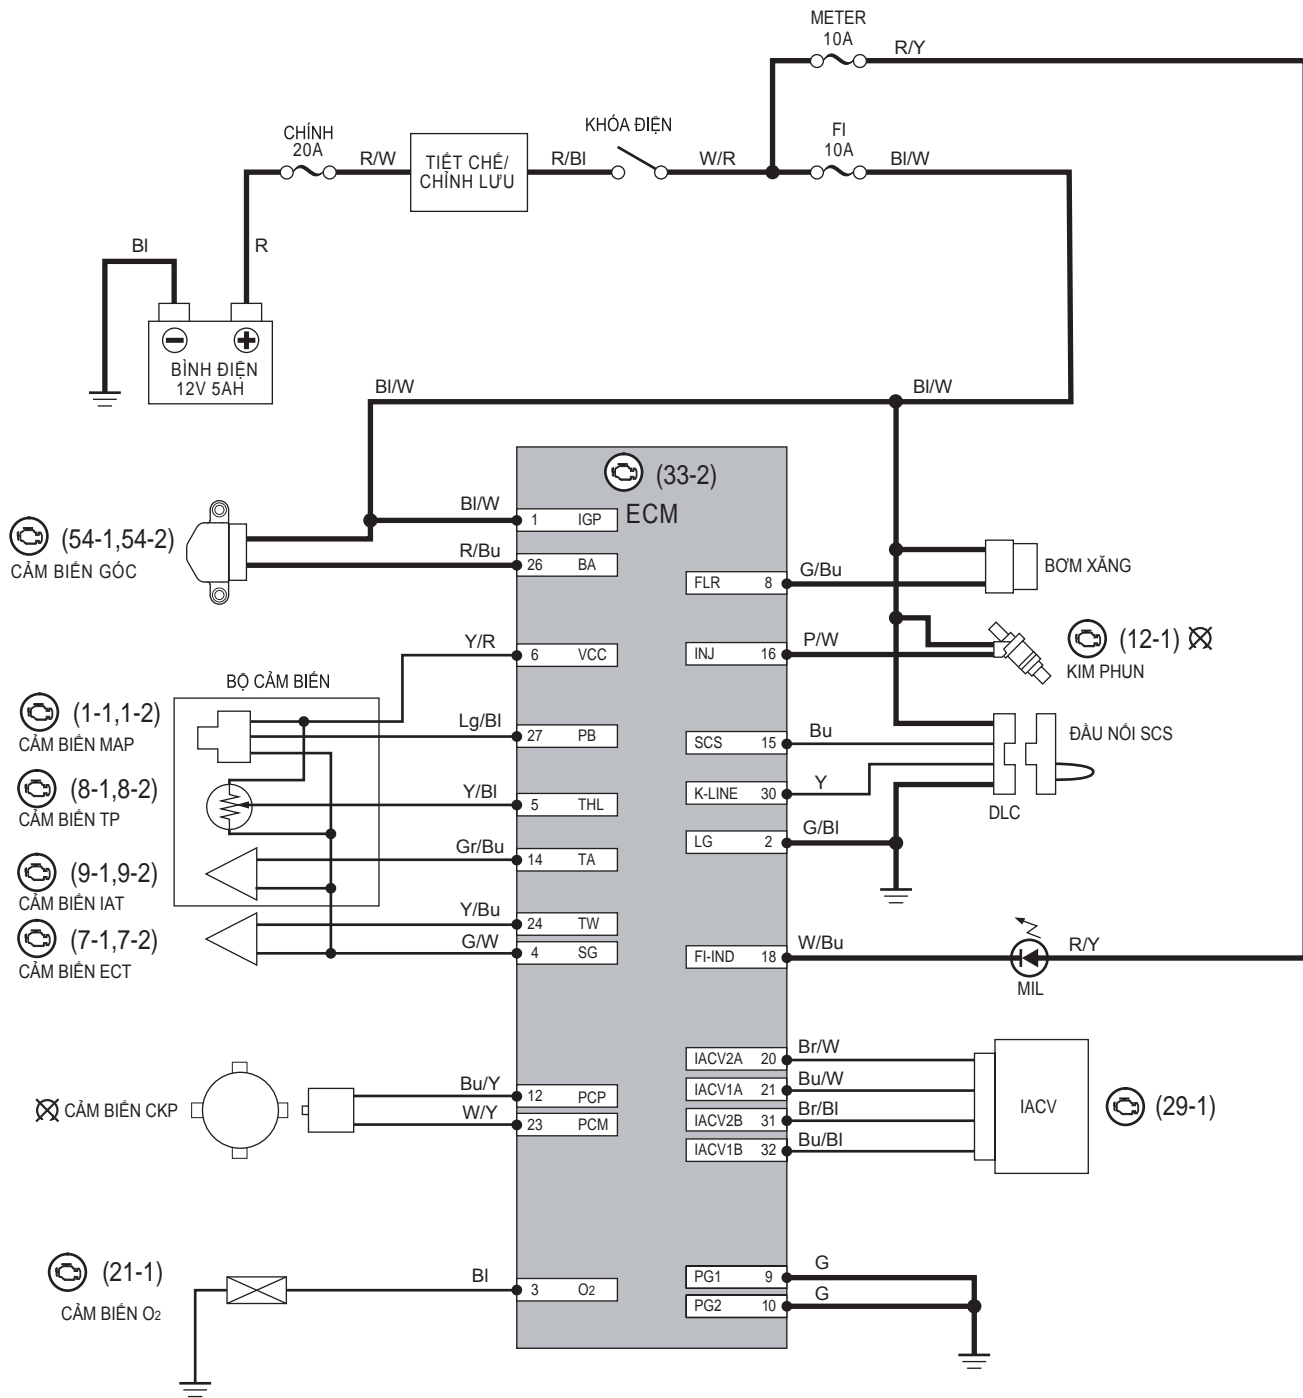 METER
10A
R/Y
CHÍNH
20A
R/W
TIẾT CHẾ/
CHỈNH LƯU
R/Bl
KHÓA ĐIỆN
W/R
FI
10A
Bl/W
Bl
R
BÌNH ĐIỆN
12V 5AH
Bl/W
Bl/W
(33-2)
ECM
(54-1,54-2)
CẢM BIẾN GÓC
Bl/W
1 IGP
R/Bu
26 BA
FLR 8
G/Bu
BƠM XĂNG
Y/R
6 VCC
INJ 16
P/W
(12-1)
KIM PHUN
BỘ CẢM BIẾN
(1-1,1-2)
CẢM BIẾN MAP
Lg/Bl
27 PB
SCS 15
Bu
ĐẦU NỐI SCS
(8-1,8-2)
CẢM BIẾN TP
Y/Bl
5 THL
K-LINE 30
Y
DLC
LG 2
G/Bl
Gr/Bu
14 TA
(9-1,9-2)
CẢM BIẾN IAT
Y/Bu
24 TW
(7-1,7-2)
CẢM BIẾN ECT
G/W
4 SG
FI-IND 18
W/Bu
R/Y
MIL
IACV2A 20
Br/W
IACV1A 21
Bu/W
IACV2B 31
Br/Bl
IACV1B 32
Bu/Bl
IACV
(29-1)
CẢM BIẾN CKP
Bu/Y
12 PCP
W/Y
23 PCM
(21-1)
CẢM BIẾN O2
Bl
3 O2
PG1 9
G
PG2 10
G